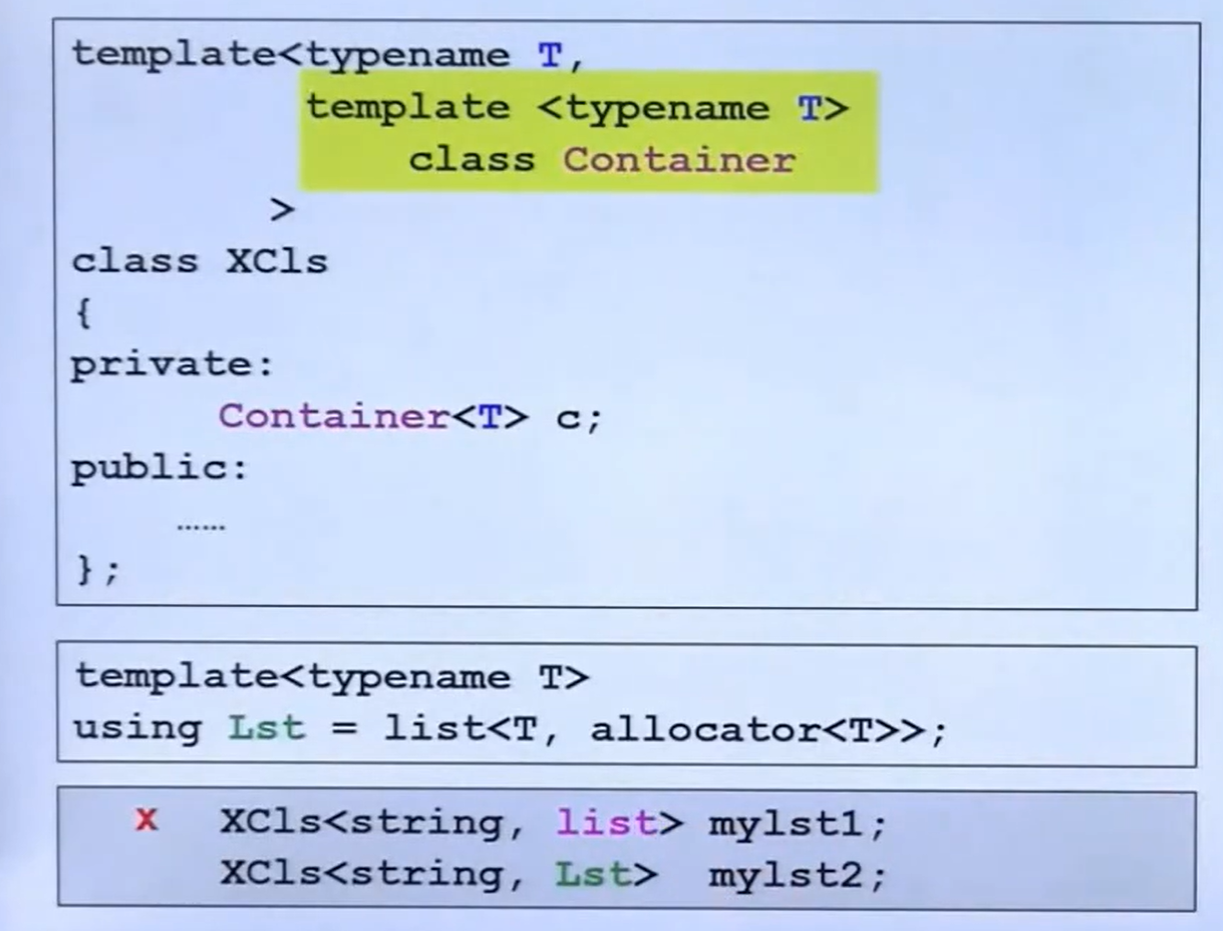 template<typename T,
template <typename T>
class Container
>
class XCls
{
private:
Container<T> c;
public:
......
};
template<typename T>
using Lst = list<T, allocator<T>>;
x XCls<string, list> mylst1;
XCls<string, Lst> mylst2;